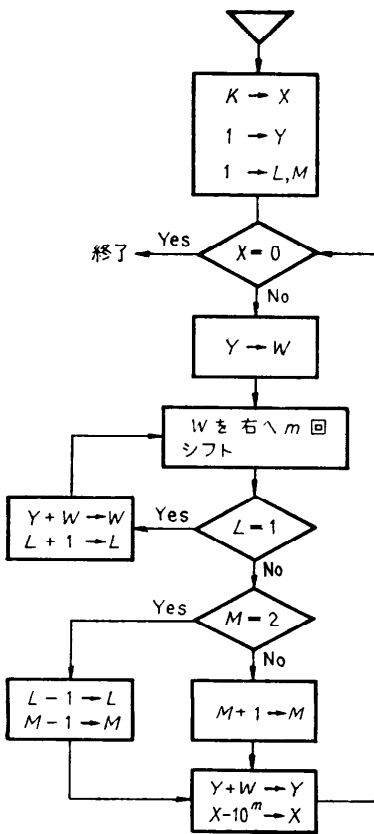 K → X
1 → Y
1 → L, M
X = 0
Yes
終了
No
Y → W
W を 右 へ m 回
シフト
L = 1
Yes
Y + W → W
L + 1 → L
No
M = 2
Yes
No
L − 1 → L
M − 1 → M
M + 1 → M
Y + W → Y
X − 10^m → X